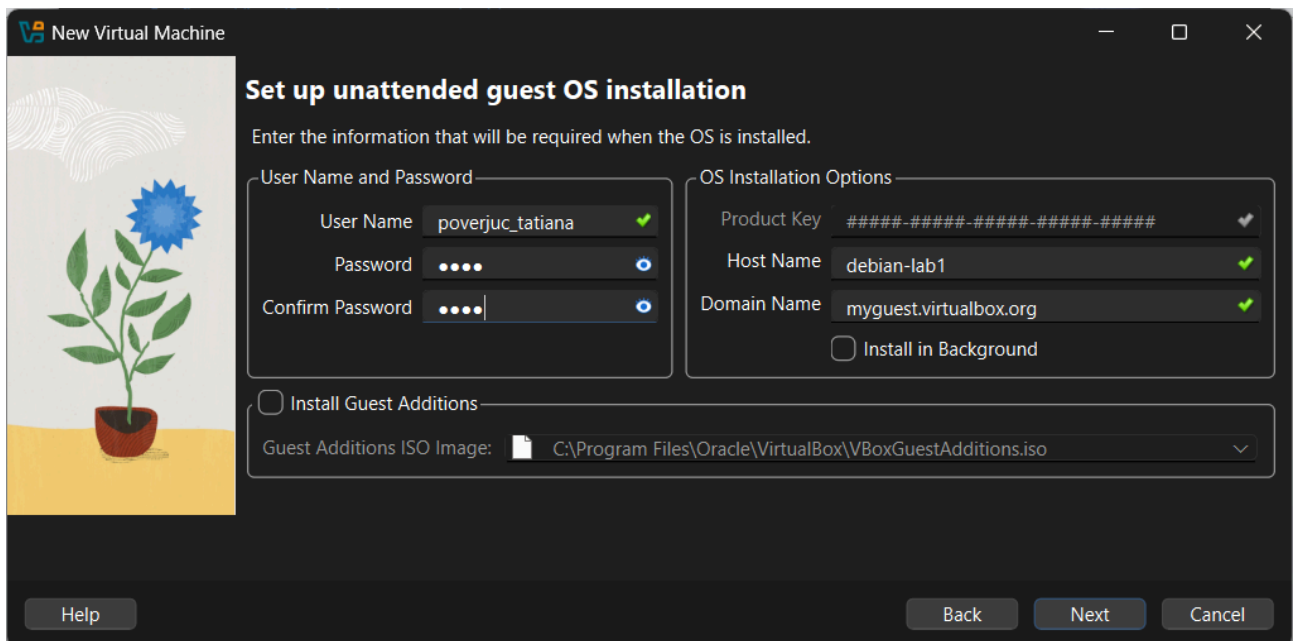 New Virtual Machine
Set up unattended guest OS installation
Enter the information that will be required when the OS is installed.
User Name and Password
User Name poverjuc_tatiana
Password ••••
Confirm Password ••••
OS Installation Options
Product Key #####-#####-#####-#####-#####
Host Name debian-lab1
Domain Name myguest.virtualbox.org
Install in Background
Install Guest Additions
Guest Additions ISO Image: C:\Program Files\Oracle\VirtualBox\VBoxGuestAdditions.iso
Help Back Next Cancel